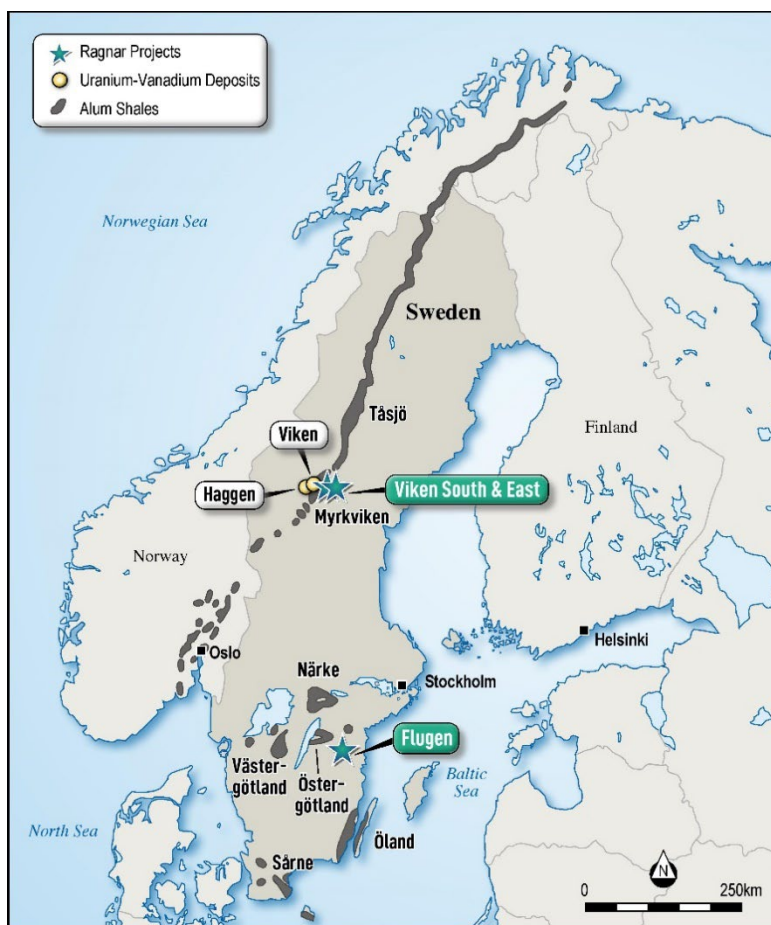 Ragnar Projects
Uranium-Vanadium Deposits
Alum Shales
Norwegian Sea
Sweden
Tåsjö
Viken
Finland
Haggen
Viken South & East
Myrkviken
Norway
Oslo
Helsinki
Närke
Stockholm
Flugen
Väster-
götland
Öster-
götland
Baltic
Sea
Öland
North Sea
Sårne
N
0
250km